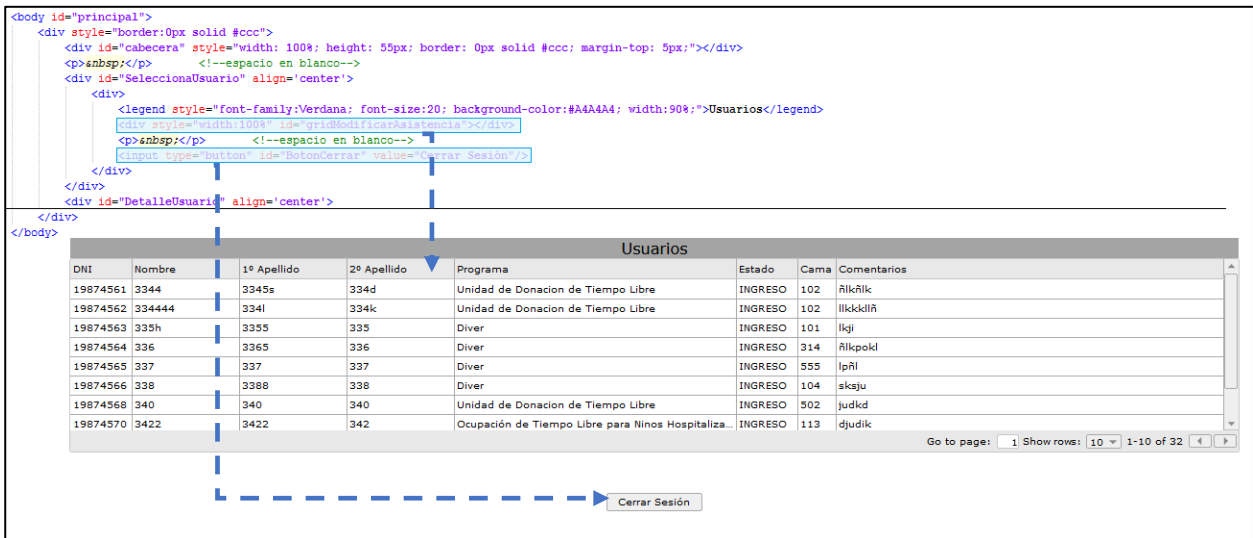 <body id="principal">
<div style="border:0px solid #ccc">
<div id="cabecera" style="width: 100%; height: 55px; border: 0px solid #ccc; margin-top: 5px;"></div>
<p>&nbsp;</p> <!--espacio en blanco-->
<div id="SeleccionaUsuario" align='center'>
<div>
<legend style="font-family:Verdana; font-size:20; background-color:#A4A4A4; width:90%;">Usuarios</legend>
<div style="width:100%" id="gridModificarAsistencia"></div>
<p>&nbsp;</p> <!--espacio en blanco-->
<input type="button" id="BotonCerrar" value="Cerrar Sesión"/>
</div>
</div>
<div id="DetalleUsuario" align='center'>
</div>
</body>
Usuarios
DNI Nombre 1º Apellido 2º Apellido Programa Estado Cama Comentarios
19874561 3344 3345s 334d Unidad de Donacion de Tiempo Libre INGRESO 102 ñlkñlk
19874562 334444 334l 334k Unidad de Donacion de Tiempo Libre INGRESO 102 llkkkllñ
19874563 335h 3355 335 Diver INGRESO 101 lkji
19874564 336 3365 336 Diver INGRESO 314 ñlkpokl
19874565 337 337 337 Diver INGRESO 555 lpñl
19874566 338 3388 338 Diver INGRESO 104 sksju
19874568 340 340 340 Unidad de Donacion de Tiempo Libre INGRESO 502 judkd
19874570 3422 3422 342 Ocupación de Tiempo Libre para Ninos Hospitaliza... INGRESO 113 djudik
Go to page: 1 Show rows: 10 1-10 of 32
Cerrar Sesión